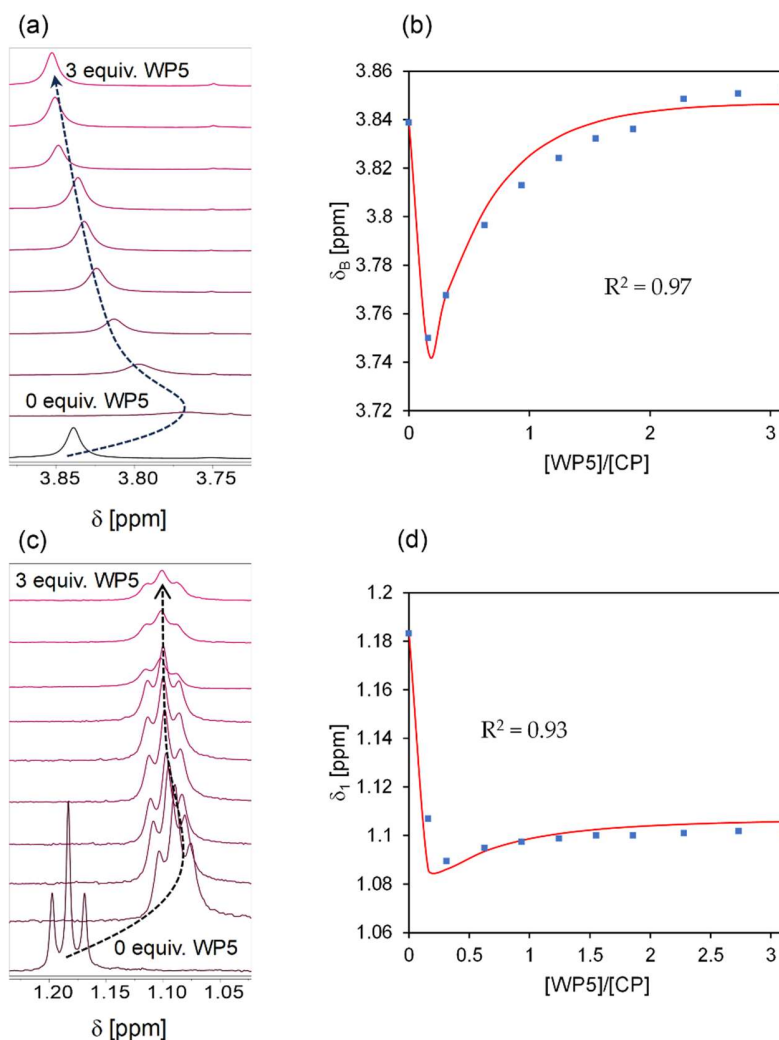 (a)
3 equiv. WP5
0 equiv. WP5
3.85 3.80 3.75
δ [ppm]
(b)
3.86
3.84
3.82
3.8
3.78
3.76
3.74
3.72
δB [ppm]
R² = 0.97
0 1 2 3
[WP5]/[CP]
(c)
3 equiv. WP5
0 equiv. WP5
1.20 1.15 1.10 1.05
δ [ppm]
(d)
1.2
1.18
1.16
1.14
1.12
1.1
1.08
1.06
δ1 [ppm]
R² = 0.93
0 0.5 1 1.5 2 2.5 3
[WP5]/[CP]